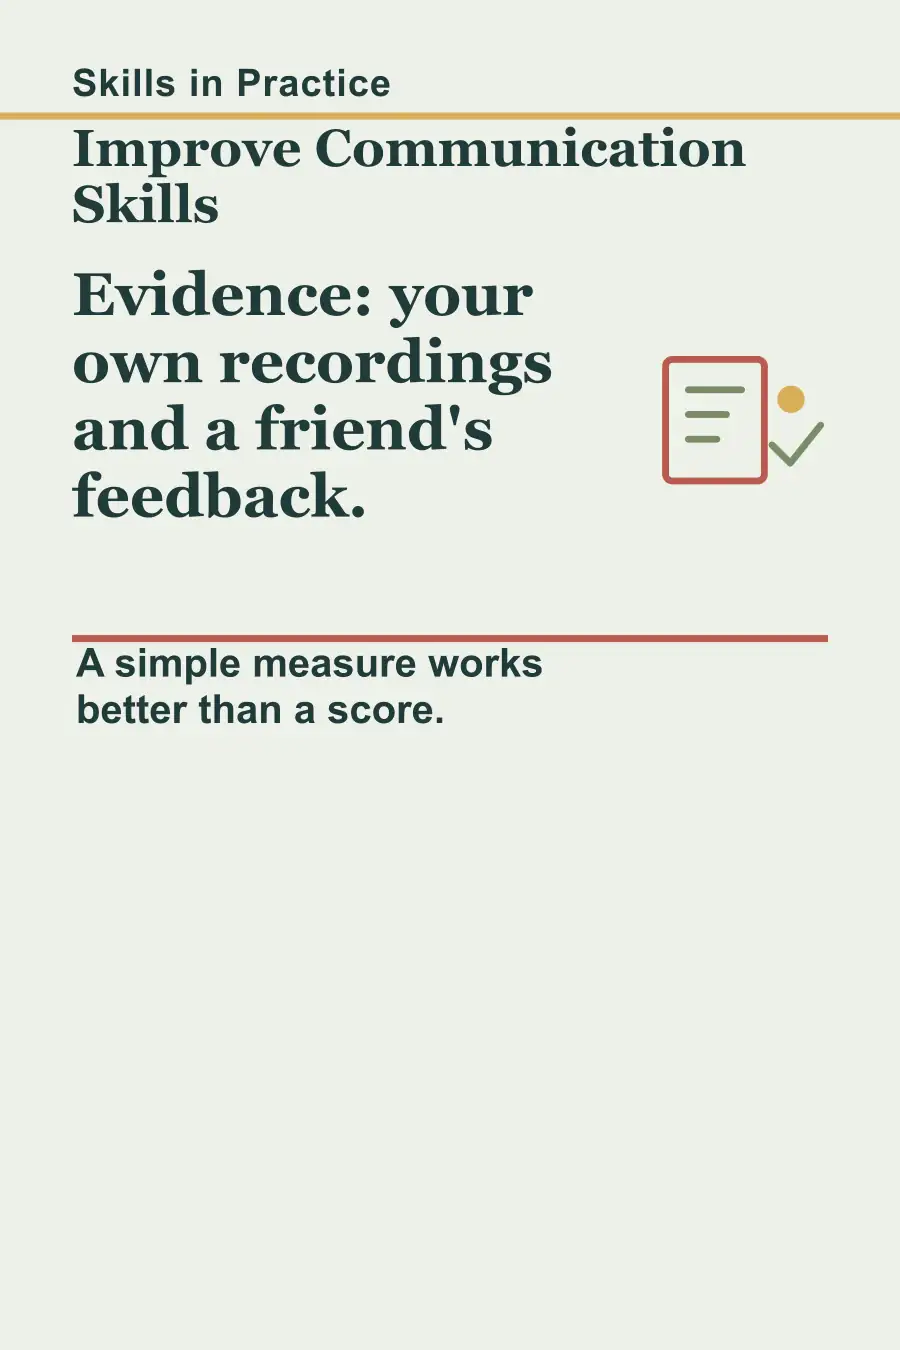 Skills in Practice
Improve Communication
Skills
Evidence: your
own recordings
and a friend's
feedback.
A simple measure works
better than a score.